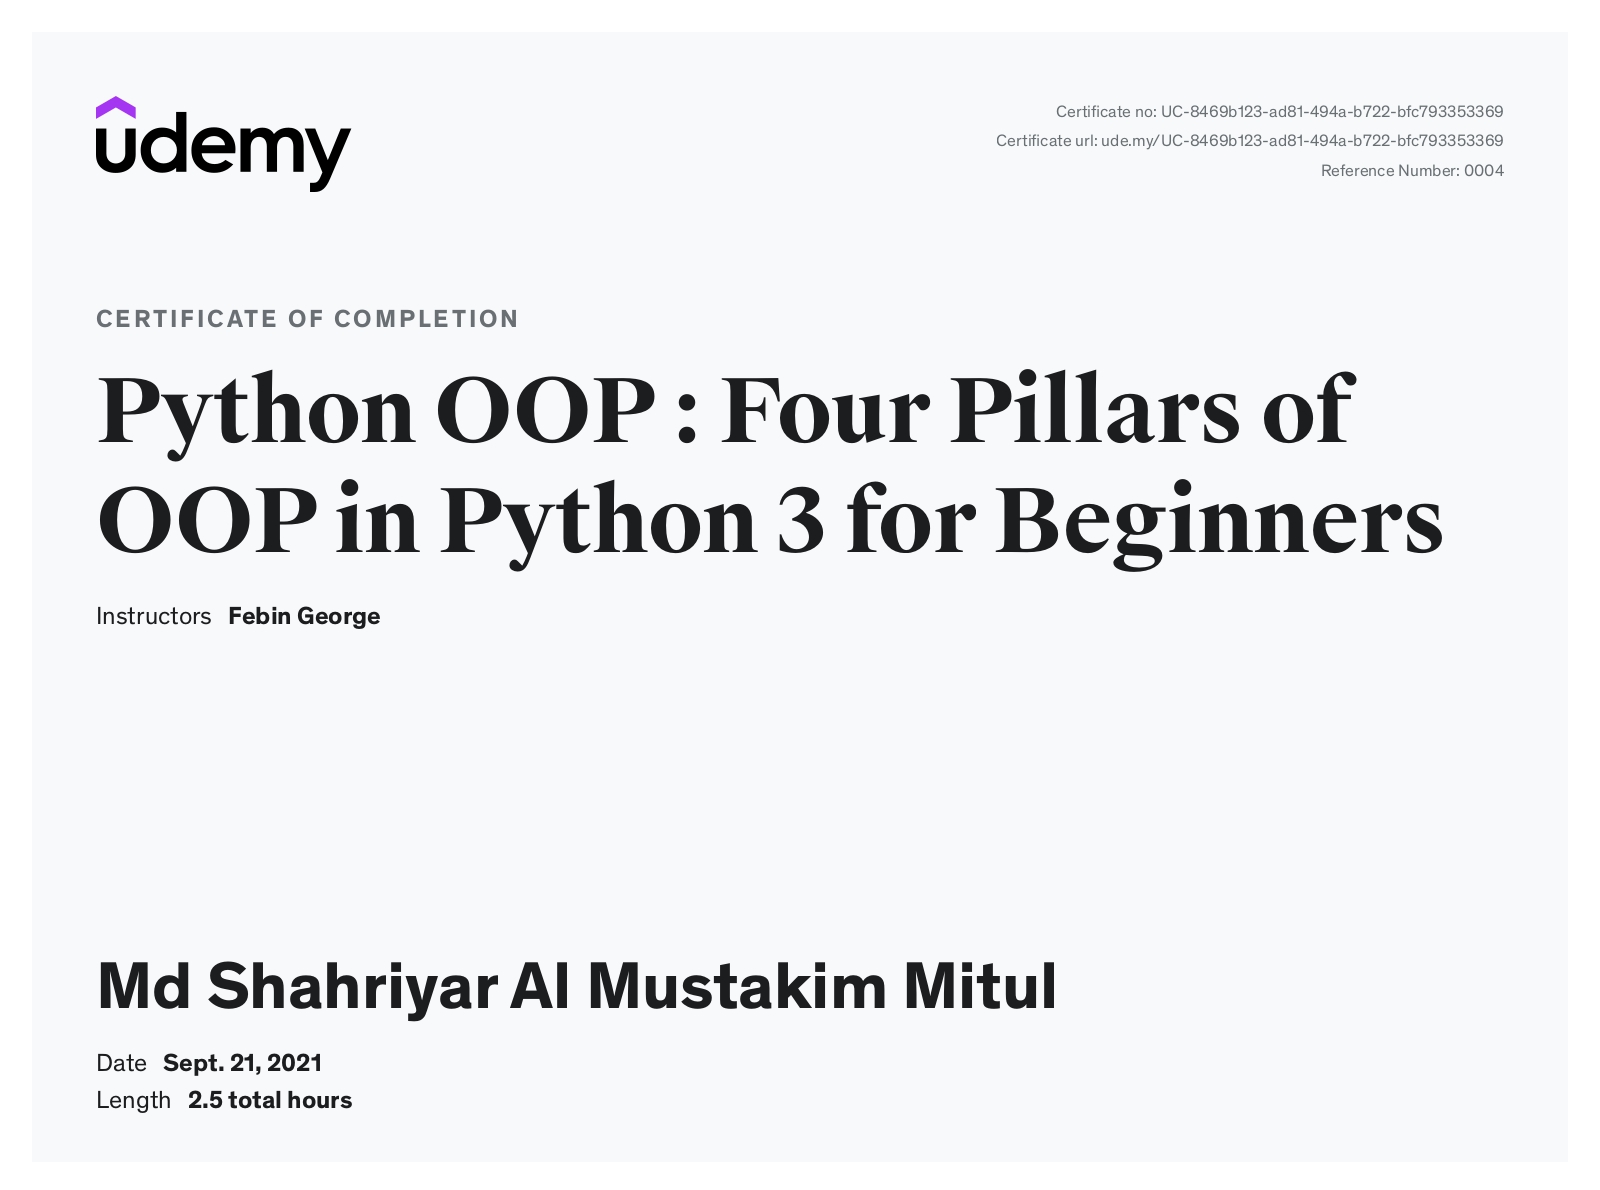 udemy
Certificate no: UC-8469b123-ad81-494a-b722-bfc793353369
Certificate url: ude.my/UC-8469b123-ad81-494a-b722-bfc793353369
Reference Number: 0004
CERTIFICATE OF COMPLETION
Python OOP : Four Pillars of
OOP in Python 3 for Beginners
Instructors Febin George
Md Shahriyar Al Mustakim Mitul
Date Sept. 21, 2021
Length 2.5 total hours